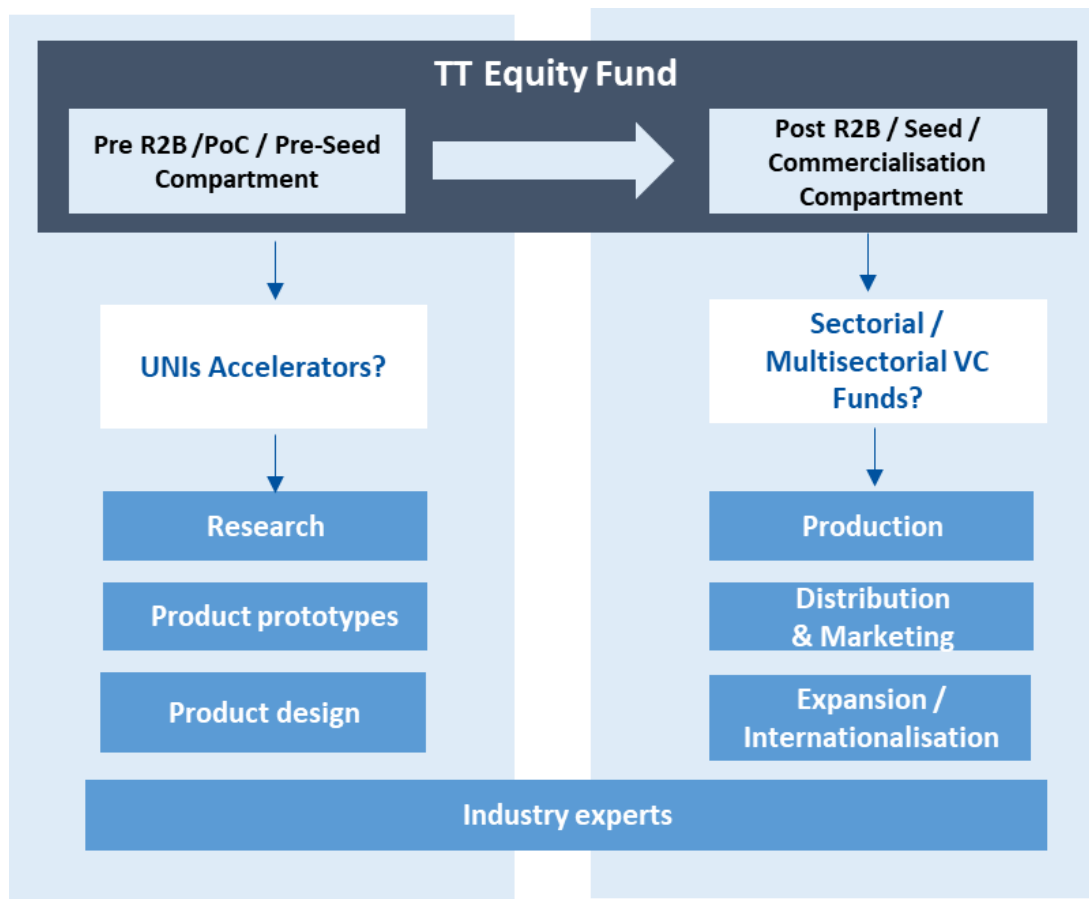 TT Equity Fund
Pre R2B /PoC / Pre-Seed
Compartment
Post R2B / Seed /
Commercialisation
Compartment
UNIs Accelerators?
Sectorial /
Multisectorial VC
Funds?
Research
Product prototypes
Product design
Production
Distribution
& Marketing
Expansion /
Internationalisation
Industry experts